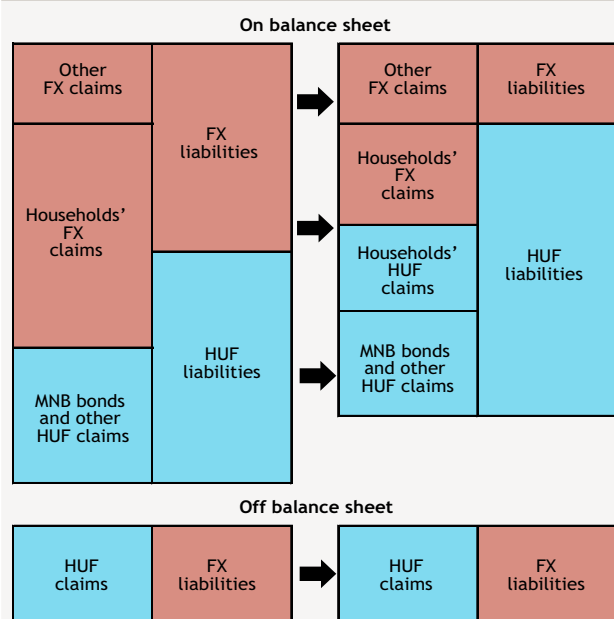 On balance sheet
Other
FX claims
FX
liabilities
Households’
FX
claims
HUF
liabilities
MNB bonds
and other
HUF claims
Other
FX claims
FX
liabilities
Households’
FX
claims
Households’
HUF
claims
HUF
liabilities
MNB bonds
and other
HUF claims
Off balance sheet
HUF
claims
FX
liabilities
HUF
claims
FX
liabilities